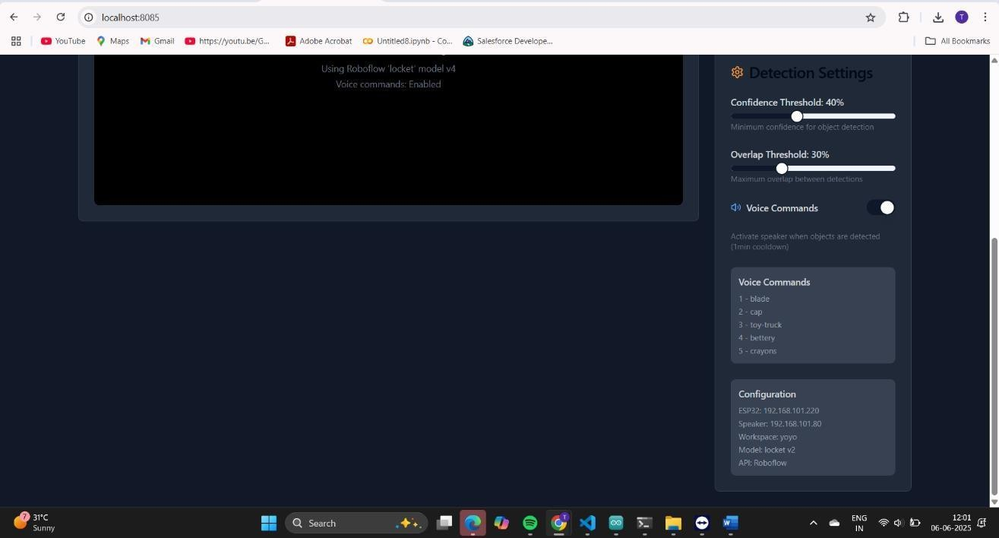 localhost:8085
T
YouTube
Maps
Gmail
https://youtu.be/G...
Adobe Acrobat
Untitled8.ipynb - Co...
Salesforce Develope...
All Bookmarks
Using Roboflow 'locket' model v4
Voice commands: Enabled
Detection Settings
Confidence Threshold: 40%
Minimum confidence for object detection
Overlap Threshold: 30%
Maximum overlap between detections
Voice Commands
Activate speaker when objects are detected
(1min cooldown)
Voice Commands
1 - blade
2 - cap
3 - toy-truck
4 - bettery
5 - crayons
Configuration
ESP32: 192.168.101.220
Speaker: 192.168.101.80
Workspace: yoyo
Model: locket v2
API: Roboflow
7
31°C
Sunny
Search
T
W
ENG
IN
12:01
06-06-2025